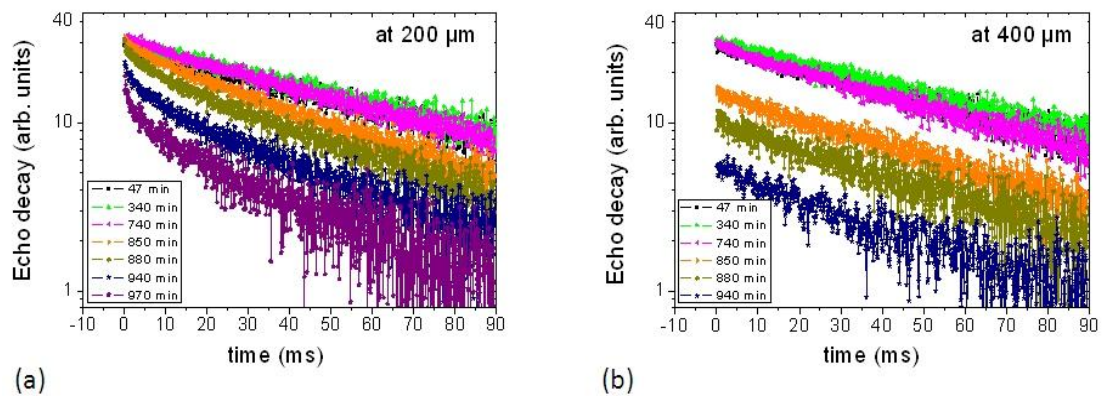 at 200 µm
Echo decay (arb. units)
40
10
1
47 min
340 min
740 min
850 min
880 min
940 min
970 min
-10 0 10 20 30 40 50 60 70 80 90
time (ms)
(a)
at 400 µm
Echo decay (arb. units)
40
10
1
47 min
340 min
740 min
850 min
880 min
940 min
-10 0 10 20 30 40 50 60 70 80 90
time (ms)
(b)